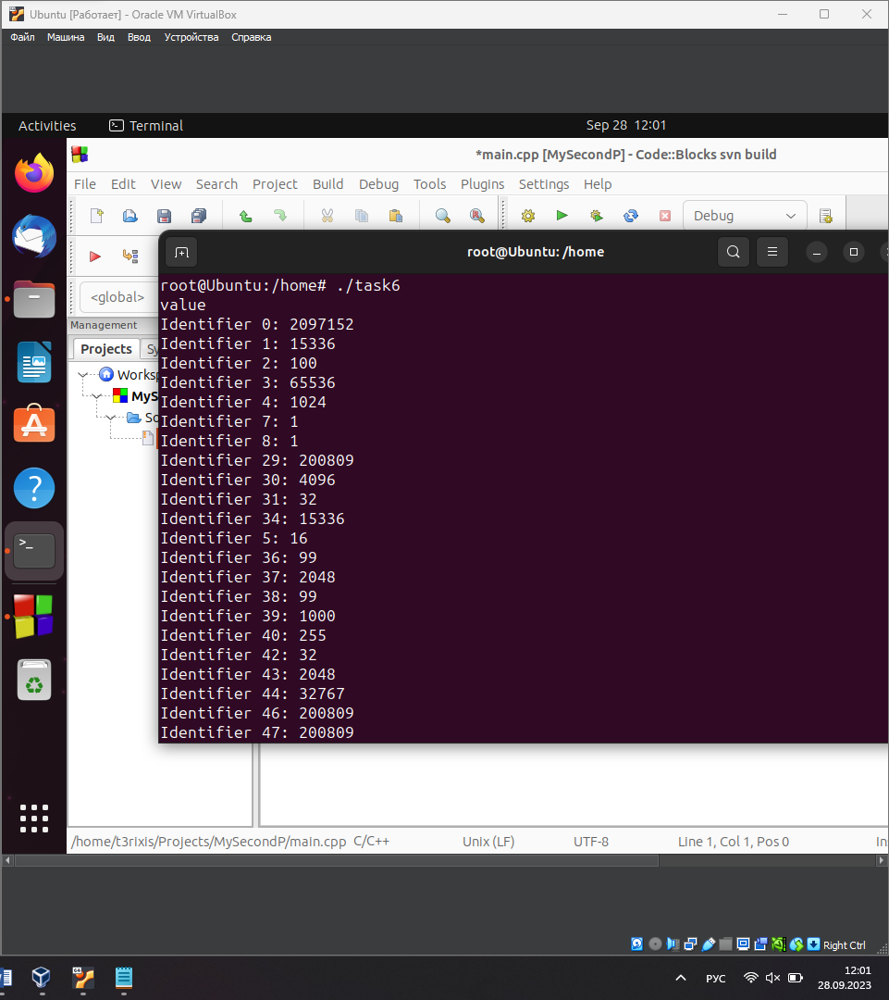 Ubuntu [Работает] - Oracle VM VirtualBox
Файл Машина Вид Ввод Устройства Справка
Activities Terminal Sep 28 12:01
*main.cpp [MySecondP] - Code::Blocks svn build
File Edit View Search Project Build Debug Tools Plugins Settings Help
Debug
root@Ubuntu: /home
<global>
Management
Projects Sy
Worksp
MyS
So
root@Ubuntu:/home# ./task6
value
Identifier 0: 2097152
Identifier 1: 15336
Identifier 2: 100
Identifier 3: 65536
Identifier 4: 1024
Identifier 7: 1
Identifier 8: 1
Identifier 29: 200809
Identifier 30: 4096
Identifier 31: 32
Identifier 34: 15336
Identifier 5: 16
Identifier 36: 99
Identifier 37: 2048
Identifier 38: 99
Identifier 39: 1000
Identifier 40: 255
Identifier 42: 32
Identifier 43: 2048
Identifier 44: 32767
Identifier 46: 200809
Identifier 47: 200809
/home/t3rixis/Projects/MySecondP/main.cpp C/C++ Unix (LF) UTF-8 Line 1, Col 1, Pos 0 In
Right Ctrl
РУС 12:01
28.09.2023